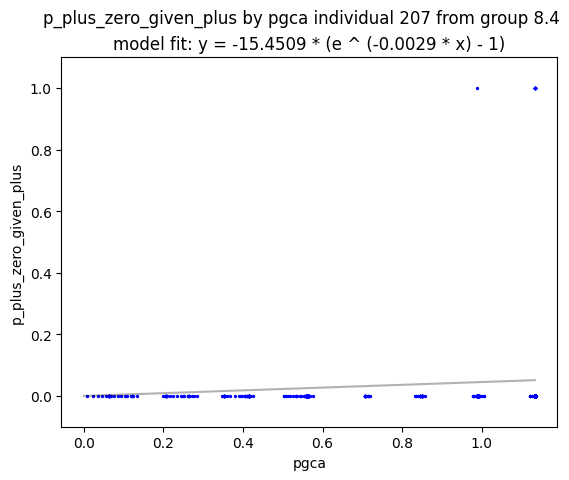 p_plus_zero_given_plus by pgca individual 207 from group 8.4
model fit: y = -15.4509 * (e ^ (-0.0029 * x) - 1)
1.0
0.8
0.6
0.4
0.2
0.0
p_plus_zero_given_plus
0.0 0.2 0.4 0.6 0.8 1.0
pgca